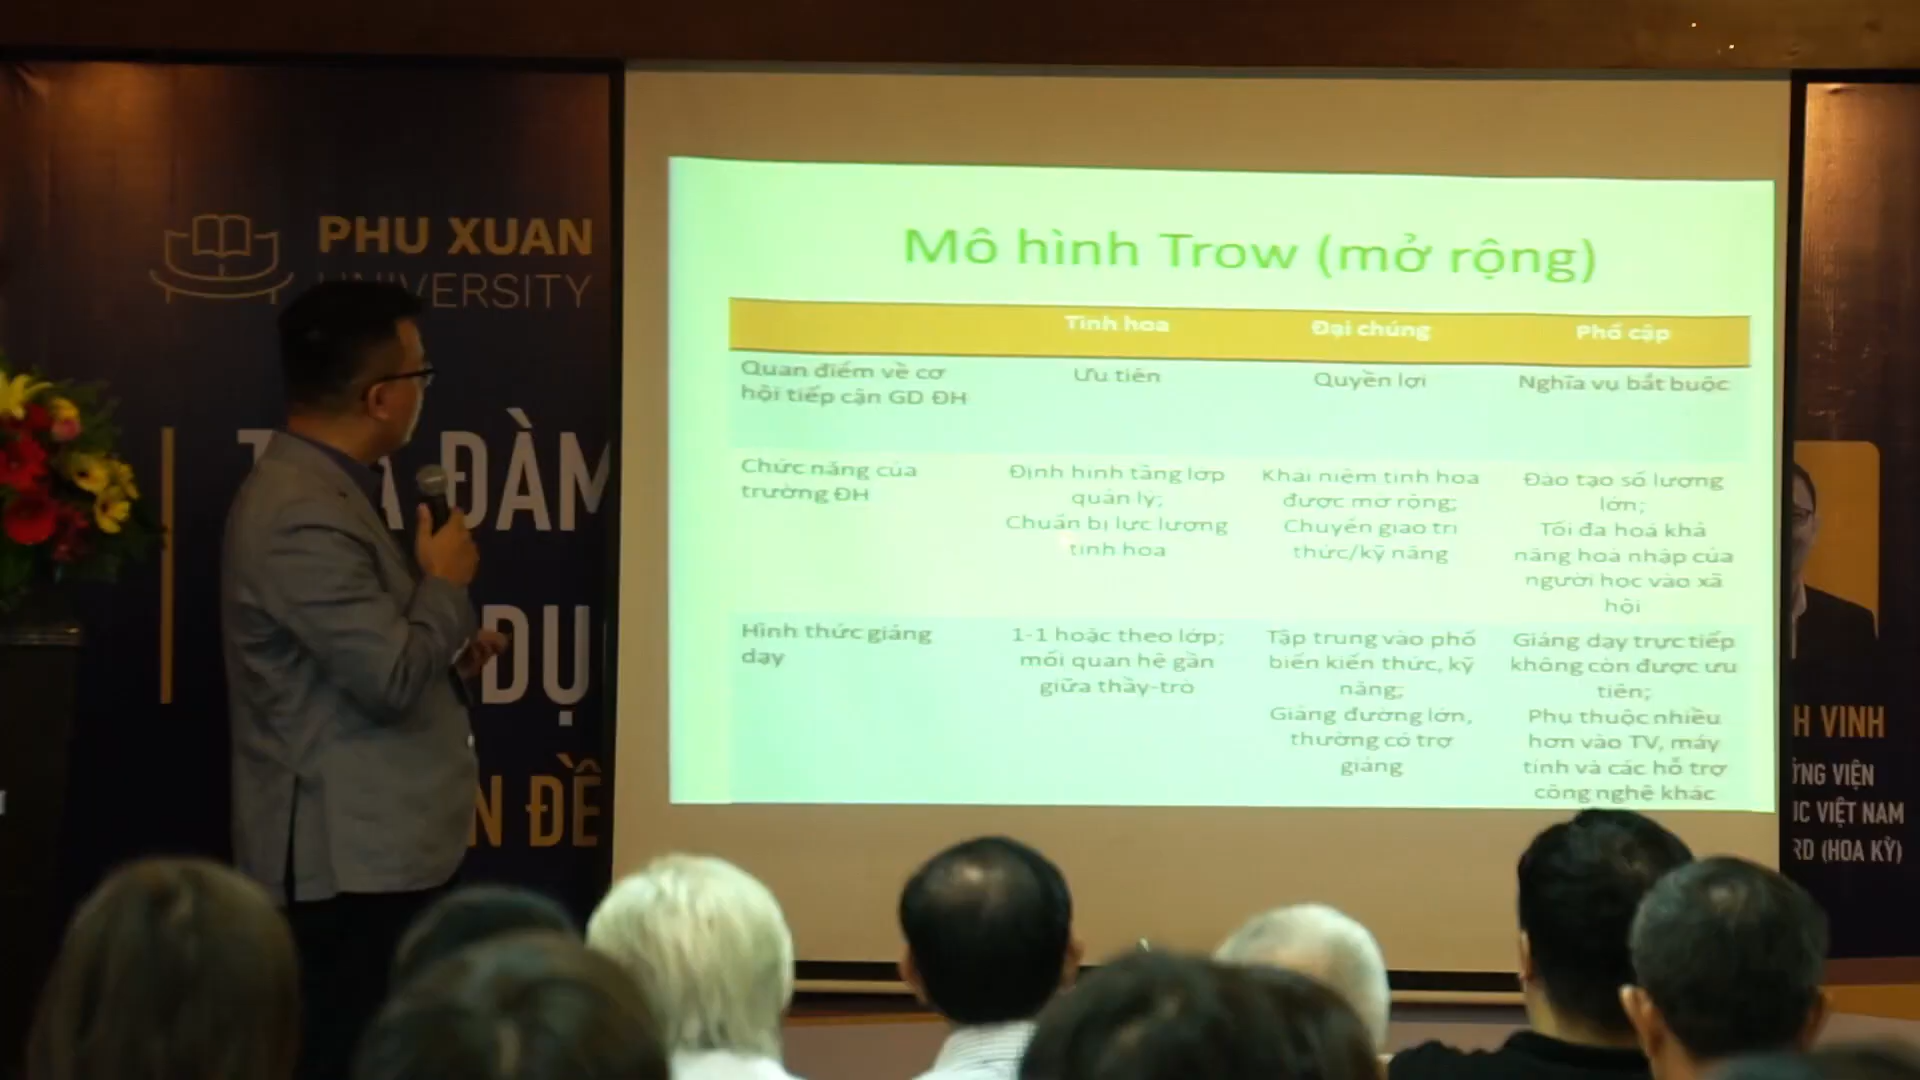 PHU XUAN
UNIVERSITY
ĐÀM
DỤ
N ĐỀ
Mô hình Trow (mở rộng)
Tinh hoa
Đại chúng
Phổ cập
Quan điểm về cơ
hội tiếp cận GD ĐH
Ưu tiên
Quyền lợi
Nghĩa vụ bắt buộc
Chức năng của
trường ĐH
Định hình tầng lớp
quản lý;
Chuẩn bị lực lượng
tinh hoa
Khái niệm tinh hoa
được mở rộng;
Chuyển giao tri
thức/kỹ năng
Đào tạo số lượng
lớn;
Tối đa hoá khả
năng hoà nhập của
người học vào xã
hội
Hình thức giảng
dạy
1-1 hoặc theo lớp;
mối quan hệ gần
giữa thầy-trò
Tập trung vào phổ
biến kiến thức, kỹ
năng;
Giảng đường lớn,
thường có trợ
giảng
Giảng dạy trực tiếp
không còn được ưu
tiên;
Phụ thuộc nhiều
hơn vào TV, máy
tính và các hỗ trợ
công nghệ khác
H VINH
ỞNG VIỆN
ỤC VIỆT NAM
RD (HOA KỲ)